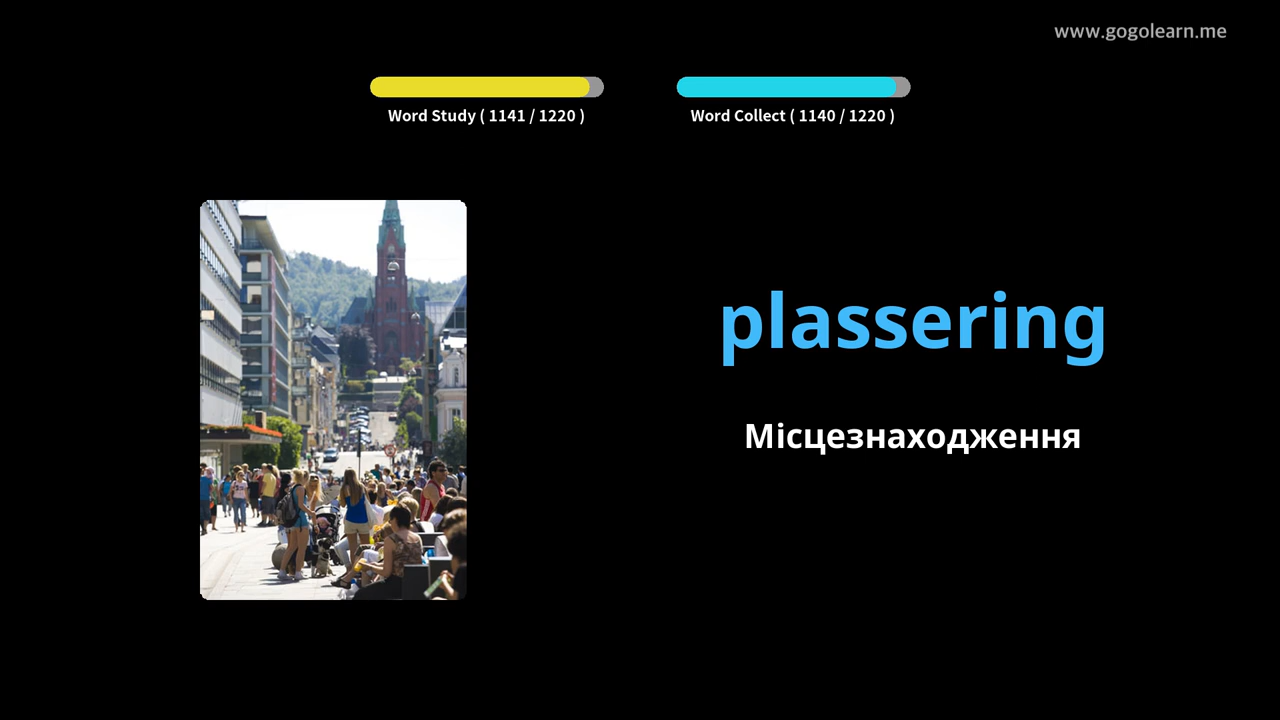 www.gogolearn.me
Word Study ( 1141 / 1220 )
Word Collect ( 1140 / 1220 )
plassering
Місцезнаходження